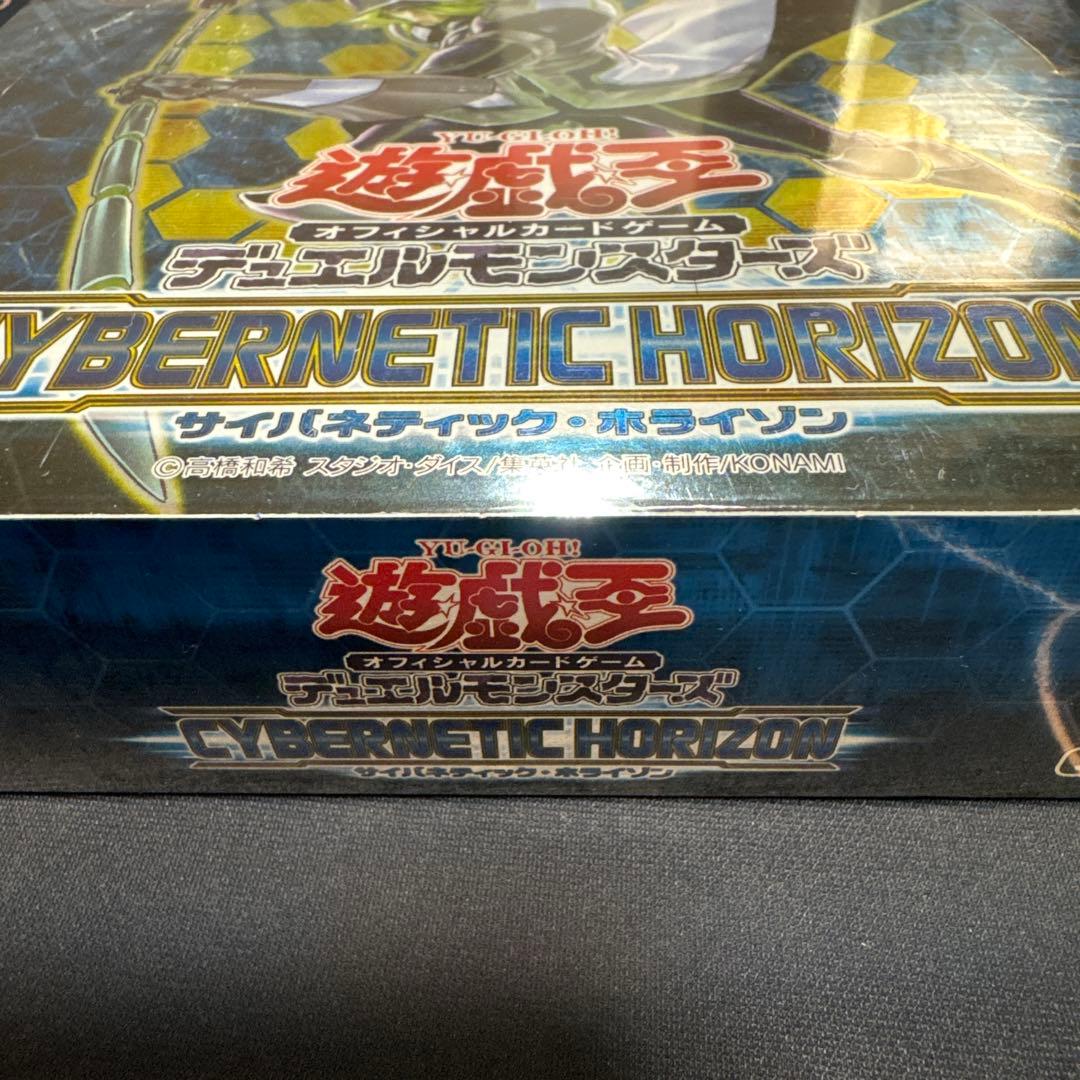 YU-GI-OH!
遊戯王
オフィシャルカードゲーム
デュエルモンスターズ
CYBERNETIC HORIZON
サイバネティック・ホライゾン
©高橋和希 スタジオ・ダイス/集英社 企画・制作/KONAMI
YU-GI-OH!
遊戯王
オフィシャルカードゲーム
デュエルモンスターズ
CYBERNETIC HORIZON
サイバネティック・ホライゾン